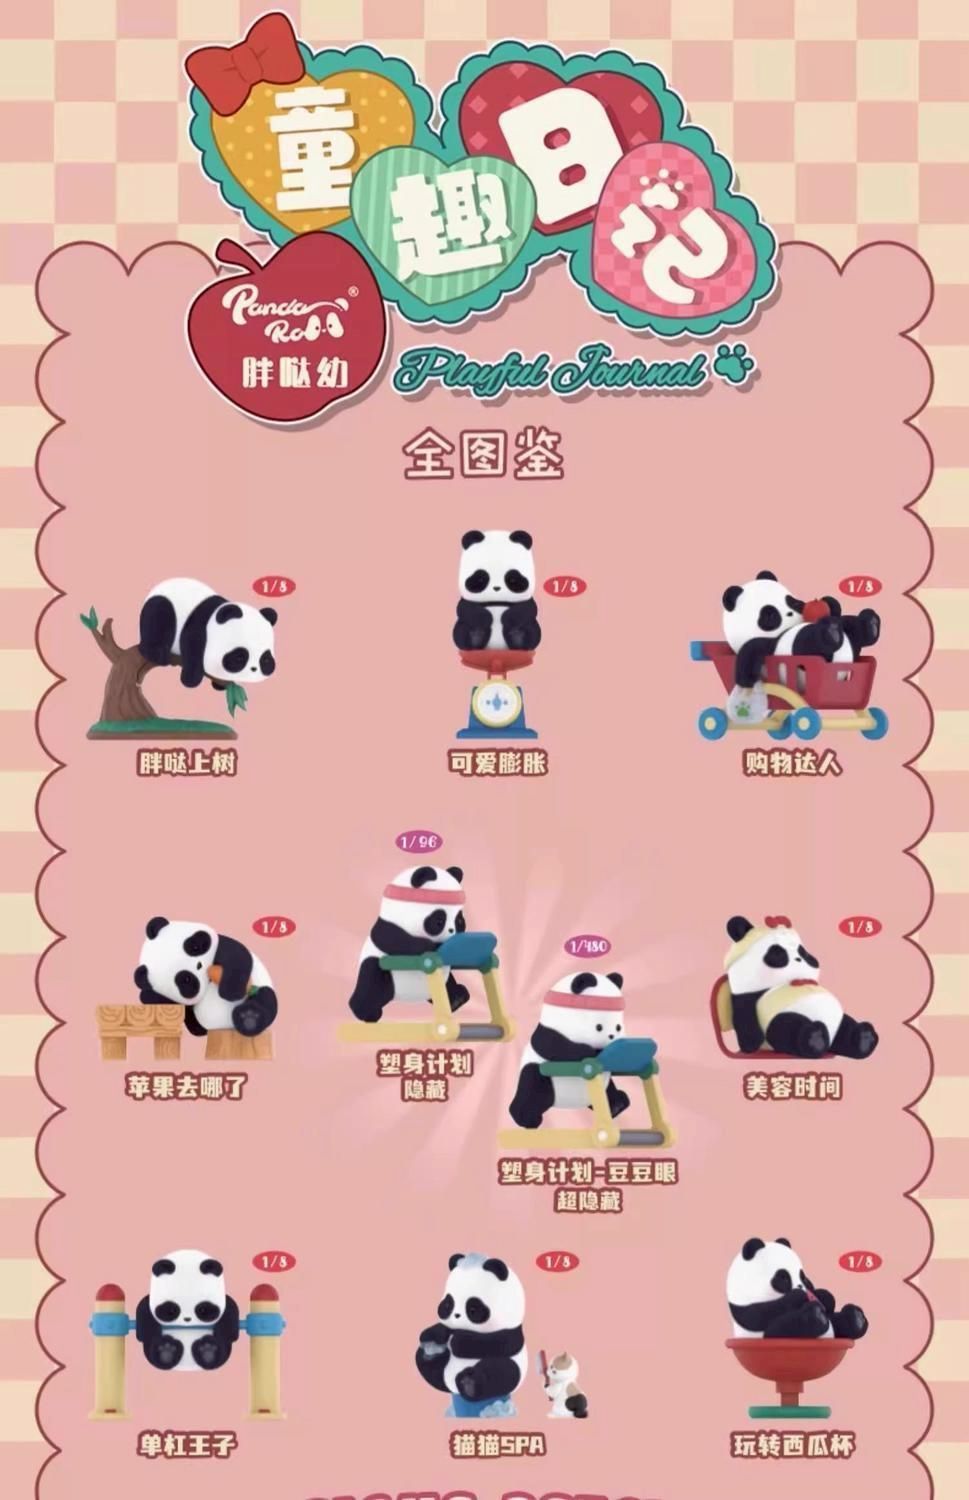 童趣日记
Panda
Roll
®
胖哒幼
Playful Journal
全图鉴
1/8
1/8
1/8
胖哒上树
可爱膨胀
购物达人
1/96
1/8
1/480
1/8
苹果去哪了
塑身计划
隐藏
美容时间
塑身计划-豆豆眼
超隐藏
1/8
1/8
1/8
单杠王子
猫猫SPA
玩转西瓜杯